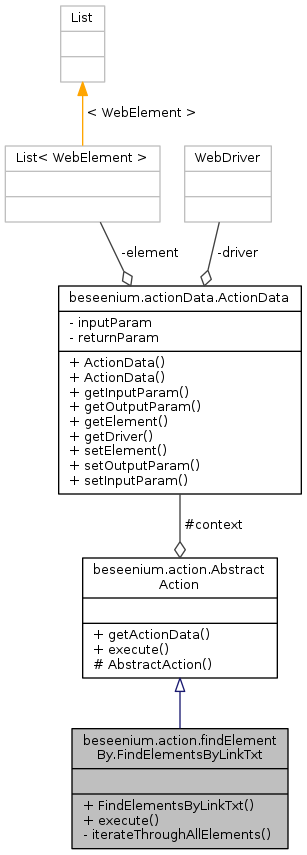 List
< WebElement >
List< WebElement >
WebDriver
-element
-driver
beseenium.actionData.ActionData
- inputParam
- returnParam
+ ActionData()
+ ActionData()
+ getInputParam()
+ getOutputParam()
+ getElement()
+ getDriver()
+ setElement()
+ setOutputParam()
+ setInputParam()
#context
beseenium.action.Abstract
Action
+ getActionData()
+ execute()
# AbstractAction()
beseenium.action.findElement
By.FindElementsByLinkTxt
+ FindElementsByLinkTxt()
+ execute()
- iterateThroughAllElements()